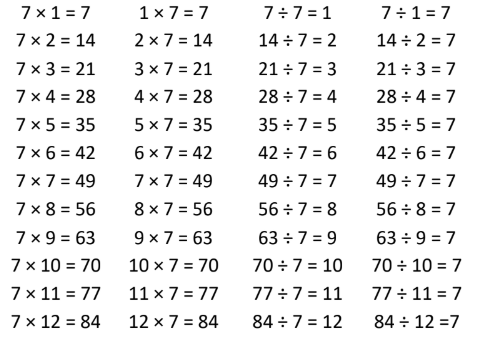 7 × 1 = 7 1 × 7 = 7 7 ÷ 7 = 1 7 ÷ 1 = 7
7 × 2 = 14 2 × 7 = 14 14 ÷ 7 = 2 14 ÷ 2 = 7
7 × 3 = 21 3 × 7 = 21 21 ÷ 7 = 3 21 ÷ 3 = 7
7 × 4 = 28 4 × 7 = 28 28 ÷ 7 = 4 28 ÷ 4 = 7
7 × 5 = 35 5 × 7 = 35 35 ÷ 7 = 5 35 ÷ 5 = 7
7 × 6 = 42 6 × 7 = 42 42 ÷ 7 = 6 42 ÷ 6 = 7
7 × 7 = 49 7 × 7 = 49 49 ÷ 7 = 7 49 ÷ 7 = 7
7 × 8 = 56 8 × 7 = 56 56 ÷ 7 = 8 56 ÷ 8 = 7
7 × 9 = 63 9 × 7 = 63 63 ÷ 7 = 9 63 ÷ 9 = 7
7 × 10 = 70 10 × 7 = 70 70 ÷ 7 = 10 70 ÷ 10 = 7
7 × 11 = 77 11 × 7 = 77 77 ÷ 7 = 11 77 ÷ 11 = 7
7 × 12 = 84 12 × 7 = 84 84 ÷ 7 = 12 84 ÷ 12 =7